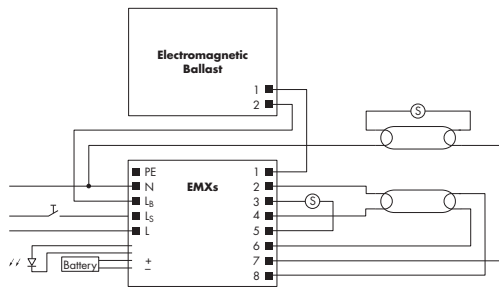 Electromagnetic
Ballast
1
2
S
PE
N
LB
LS
L
+
−
EMXs
1
2
3
4
5
6
7
8
S
T
Battery